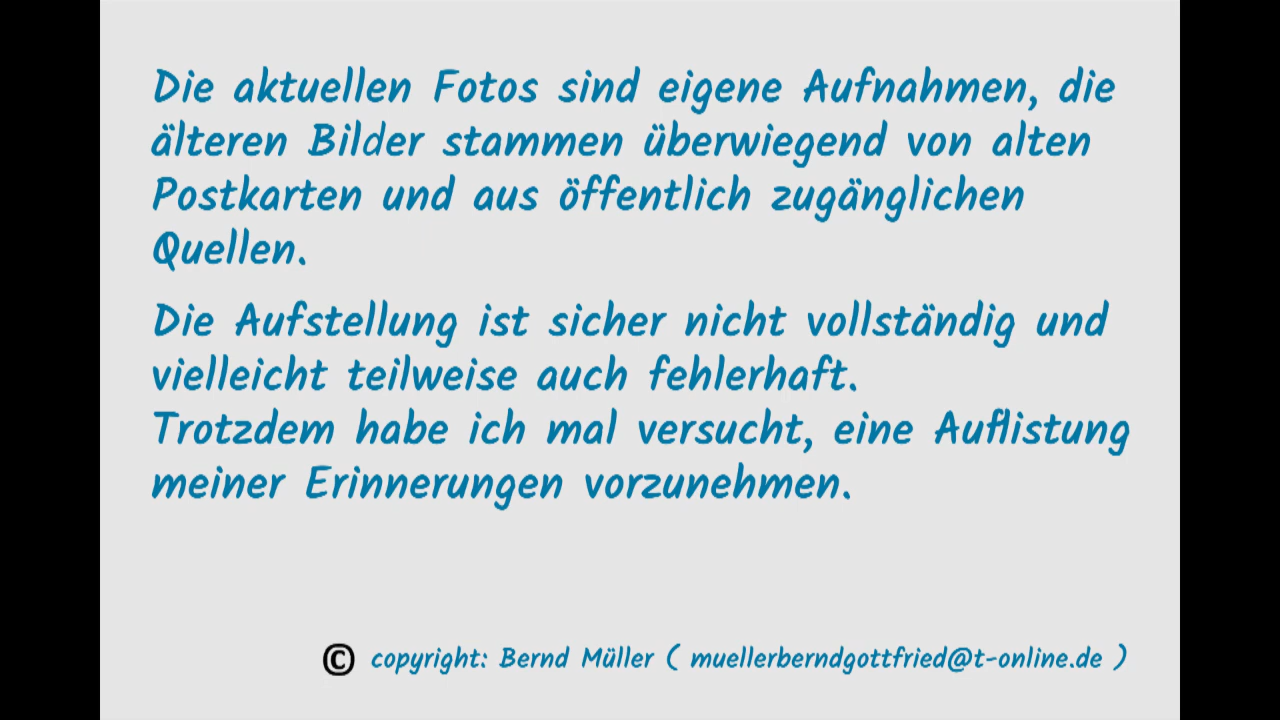 Die aktuellen Fotos sind eigene Aufnahmen, die
älteren Bilder stammen überwiegend von alten
Postkarten und aus öffentlich zugänglichen
Quellen.
Die Aufstellung ist sicher nicht vollständig und
vielleicht teilweise auch fehlerhaft.
Trotzdem habe ich mal versucht, eine Auflistung
meiner Erinnerungen vorzunehmen.
© copyright: Bernd Müller ( muellerberndgottfried@t-online.de )